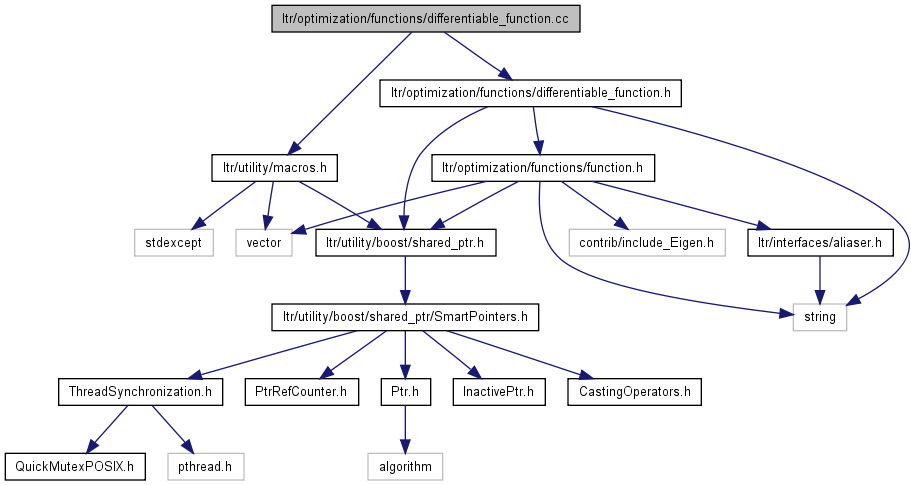 ltr/optimization/functions/differentiable_function.cc
ltr/optimization/functions/differentiable_function.h
ltr/utility/macros.h
ltr/optimization/functions/function.h
stdexcept
vector
ltr/utility/boost/shared_ptr.h
contrib/include_Eigen.h
ltr/interfaces/aliaser.h
ltr/utility/boost/shared_ptr/SmartPointers.h
string
ThreadSynchronization.h
PtrRefCounter.h
Ptr.h
InactivePtr.h
CastingOperators.h
QuickMutexPOSIX.h
pthread.h
algorithm